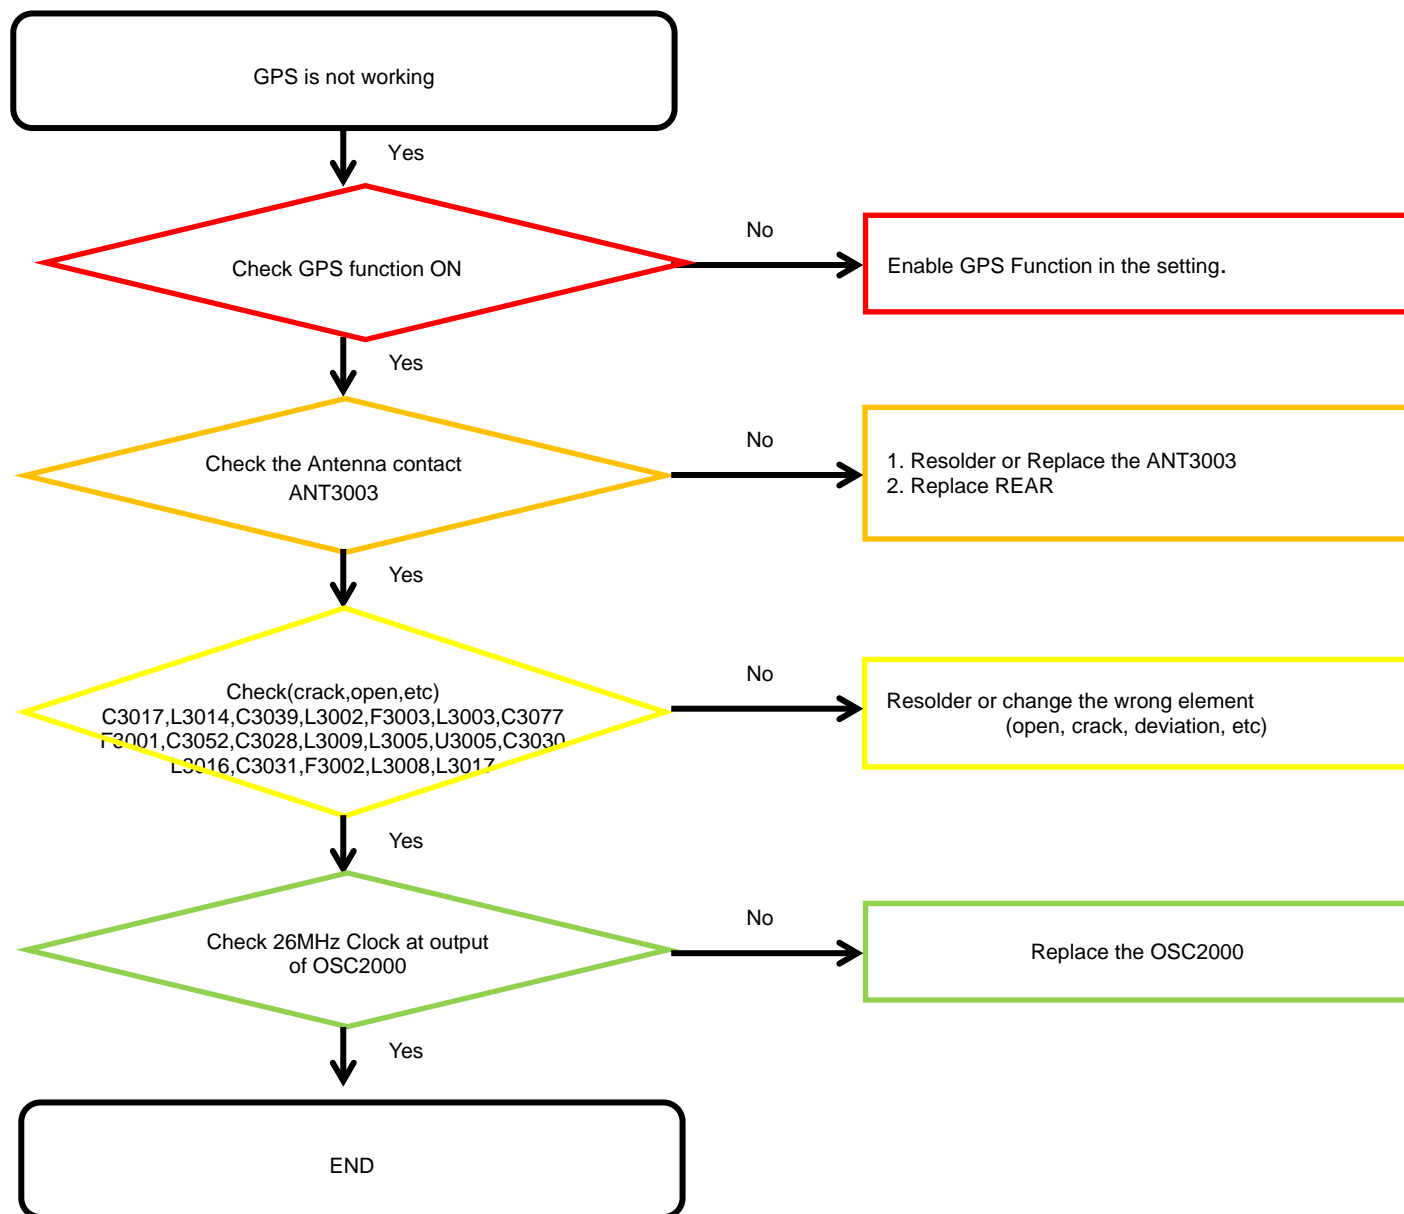 GPS is not working
Yes
Check GPS function ON
No
Enable GPS Function in the setting.
Yes
Check the Antenna contact
ANT3003
No
1. Resolder or Replace the ANT3003
2. Replace REAR
Yes
Check(crack,open,etc)
C3017,L3014,C3039,L3002,F3003,L3003,C3077
F3001,C3052,C3028,L3009,L3005,U3005,C3030
L3016,C3031,F3002,L3008,L3017
No
Resolder or change the wrong element
(open, crack, deviation, etc)
Yes
Check 26MHz Clock at output
of OSC2000
No
Replace the OSC2000
Yes
END